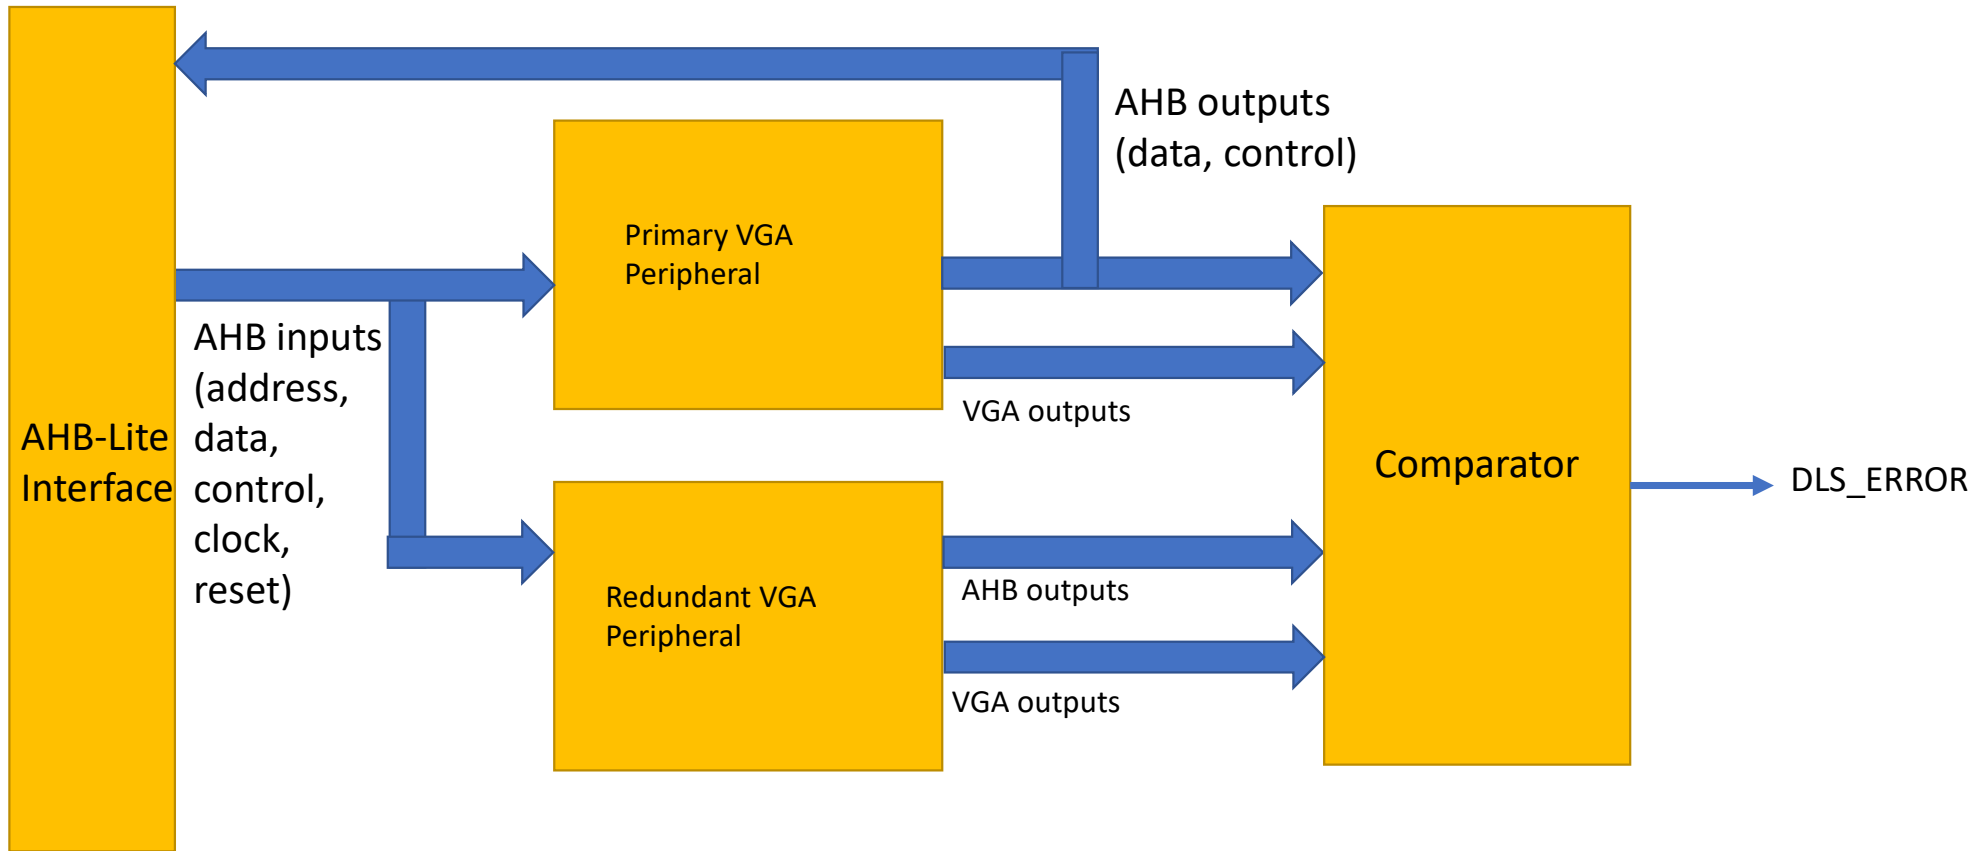 AHB-Lite
Interface
AHB inputs
(address,
data,
control,
clock,
reset)
Primary VGA
Peripheral
Redundant VGA
Peripheral
AHB outputs
(data, control)
VGA outputs
AHB outputs
VGA outputs
Comparator
DLS_ERROR